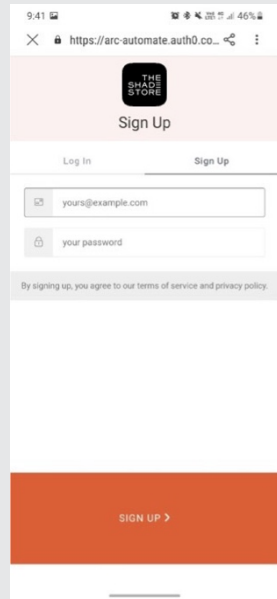 9:41 46%
https://arc-automate.auth0.co...
THE
SHADE
STORE
Sign Up
Log In Sign Up
yours@example.com
your password
By signing up, you agree to our terms of service and privacy policy.
SIGN UP